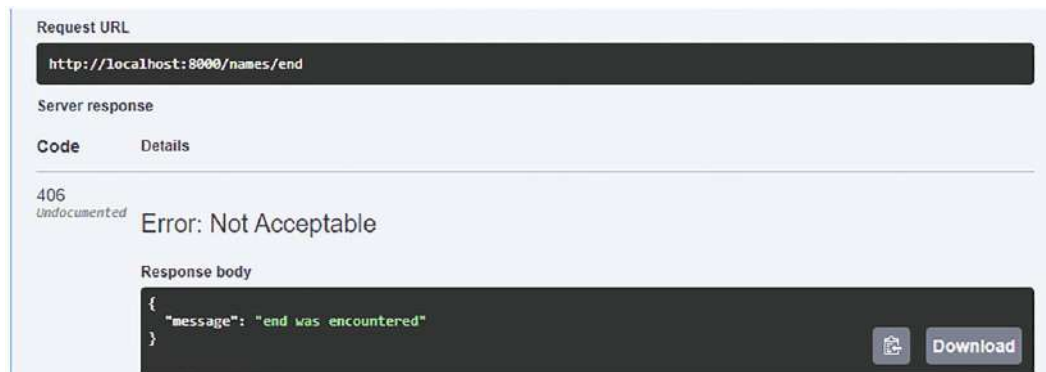 Request URL
http://localhost:8000/names/end
Server response
Code Details
406
Undocumented
Error: Not Acceptable
Response body
{
"message": "end was encountered"
}
Download